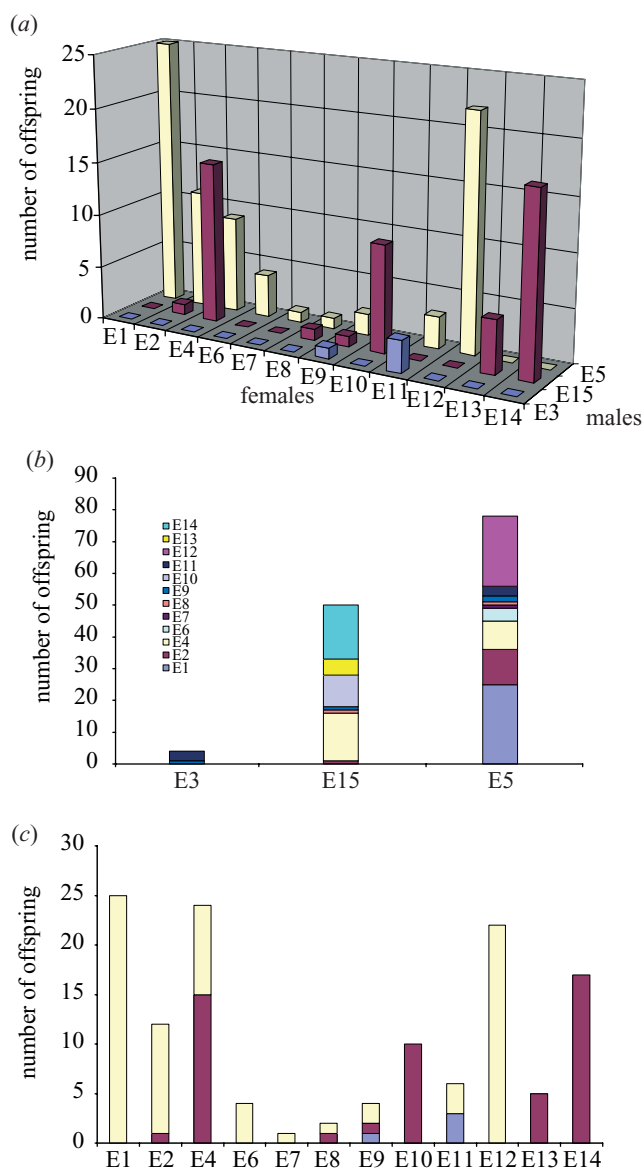 (a)
25
20
15
10
5
0
number of offspring
E1 E2 E4 E6 E7 E8 E9 E10 E11 E12 E13 E14
females
E3 E15 E5
males
(b)
90
80
70
60
50
40
30
20
10
0
number of offspring
E14
E13
E12
E11
E10
E9
E8
E7
E6
E4
E2
E1
E3 E15 E5
(c)
30
25
20
15
10
5
0
number of offspring
E1 E2 E4 E6 E7 E8 E9 E10 E11 E12 E13 E14